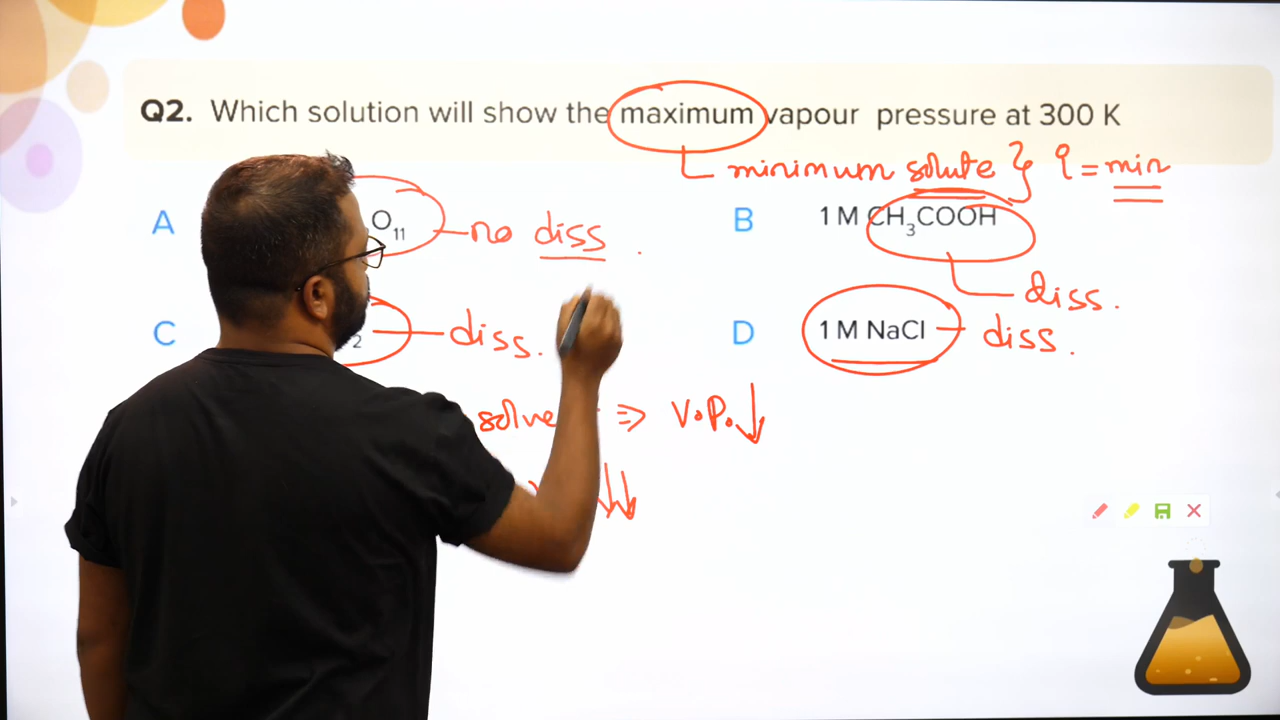 Q2. Which solution will show the maximum vapour pressure at 300 K
minimum solute } i = min
A O11 — no diss.
B 1 M CH3COOH
diss.
C 2 — diss.
D 1 M NaCl — diss.
⇒ V.P. ↓
↓↓